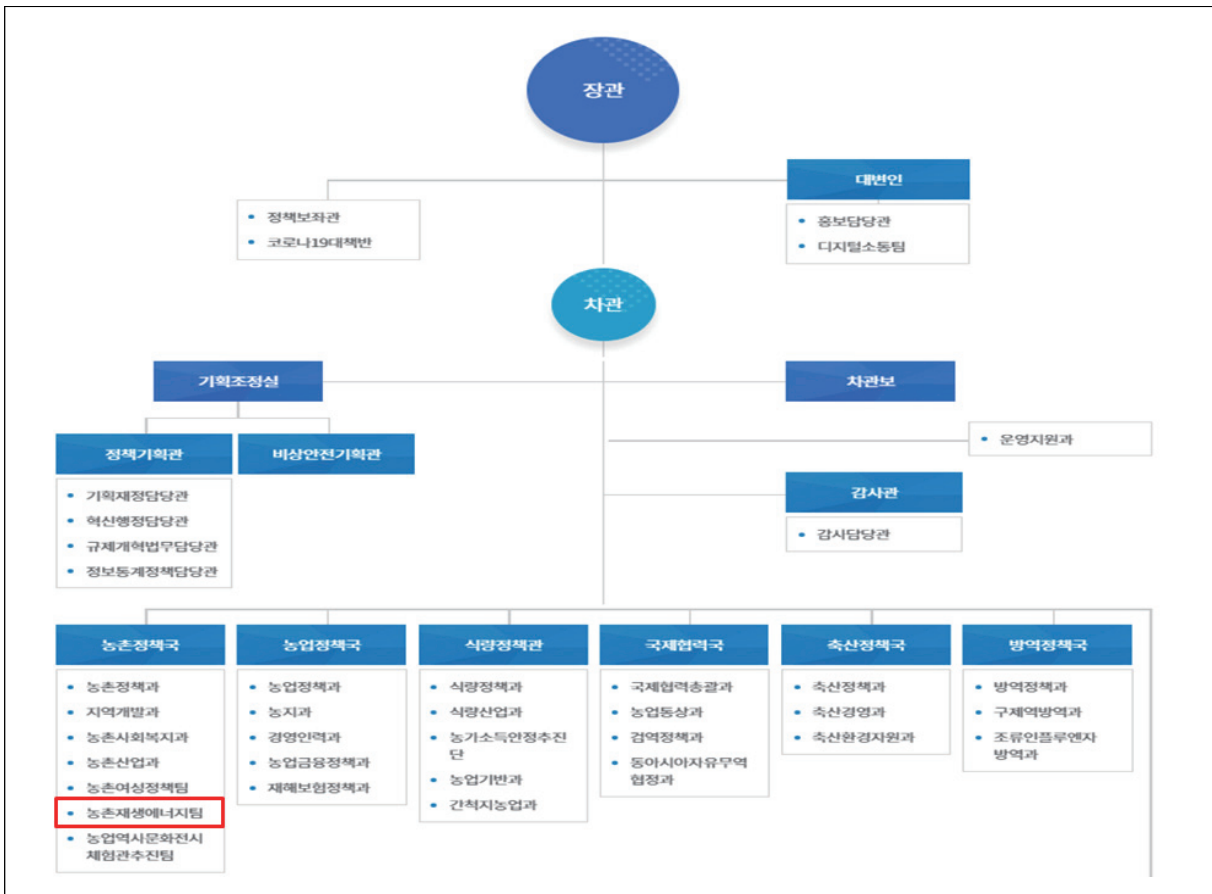 장관
대변인
정책보좌관
코로나19대책반
홍보담당관
디지털소통팀
차관
기획조정실
차관보
정책기획관
비상안전기획관
운영지원과
기획재정담당관
혁신행정담당관
규제개혁법무담당관
정보통계정책담당관
감사관
감사담당관
농촌정책국
농촌정책과
지역개발과
농촌사회복지과
농촌산업과
농촌여성정책팀
농촌재생에너지팀
농업역사문화전시
체험관추진팀
농업정책국
농업정책과
농지과
경영인력과
농업금융정책과
재해보험정책과
식량정책관
식량정책과
식량산업과
농가소득안정추진
단
농업기반과
간척지농업과
국제협력국
국제협력총괄과
농업통상과
검역정책과
동아시아자유무역
협정과
축산정책국
축산정책과
축산경영과
축산환경자원과
방역정책국
방역정책과
구제역방역과
조류인플루엔자
방역과